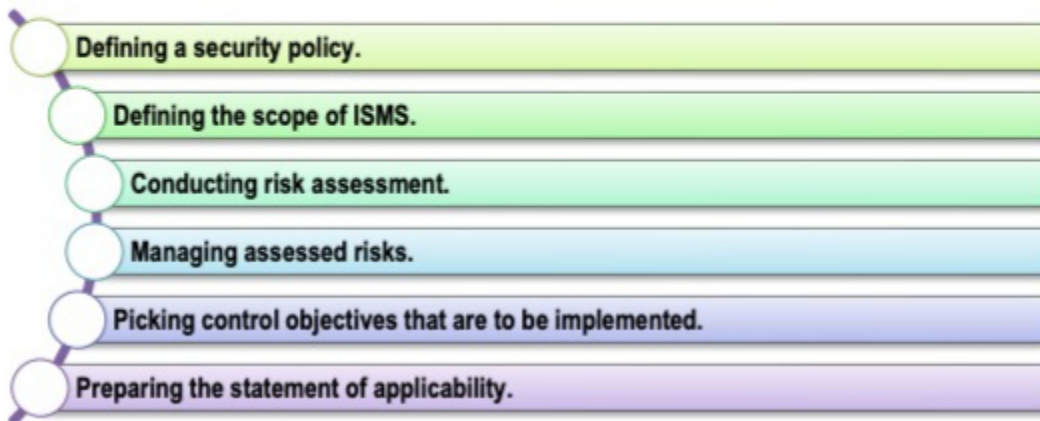 Defining a security policy.
Defining the scope of ISMS.
Conducting risk assessment.
Managing assessed risks.
Picking control objectives that are to be implemented.
Preparing the statement of applicability.